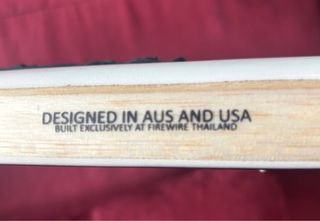 DESIGNED IN AUS AND USA
BUILT EXCLUSIVELY AT FIREWIRE THAILAND